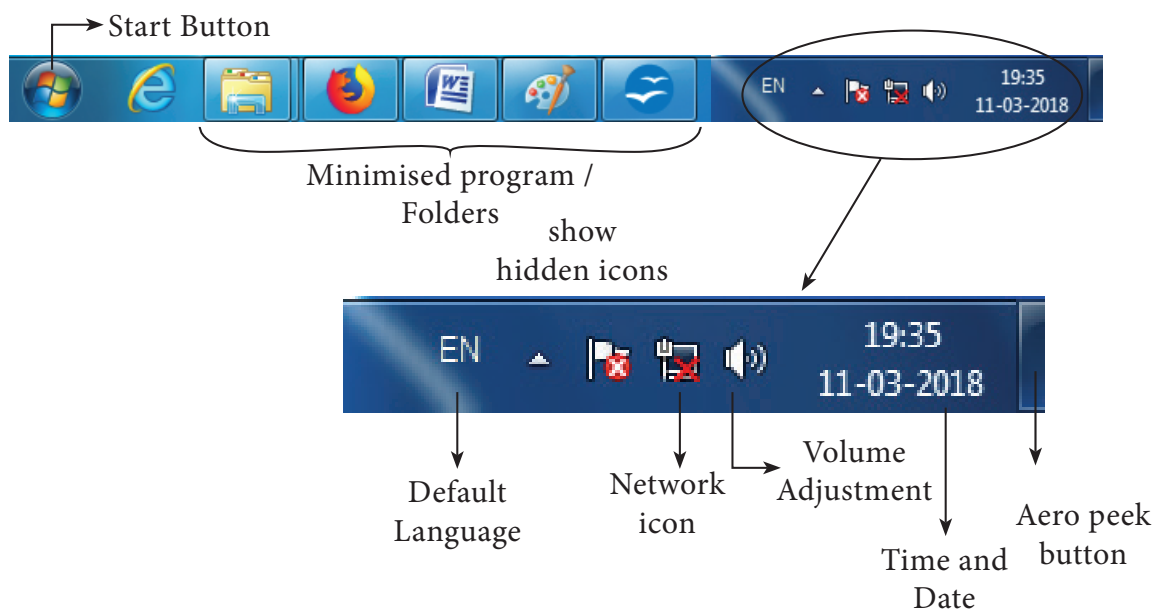 Start Button
EN
19:35
11-03-2018
Minimised program /
Folders
show
hidden icons
EN
19:35
11-03-2018
Default
Language
Network
icon
Volume
Adjustment
Time and
Date
Aero peek
button